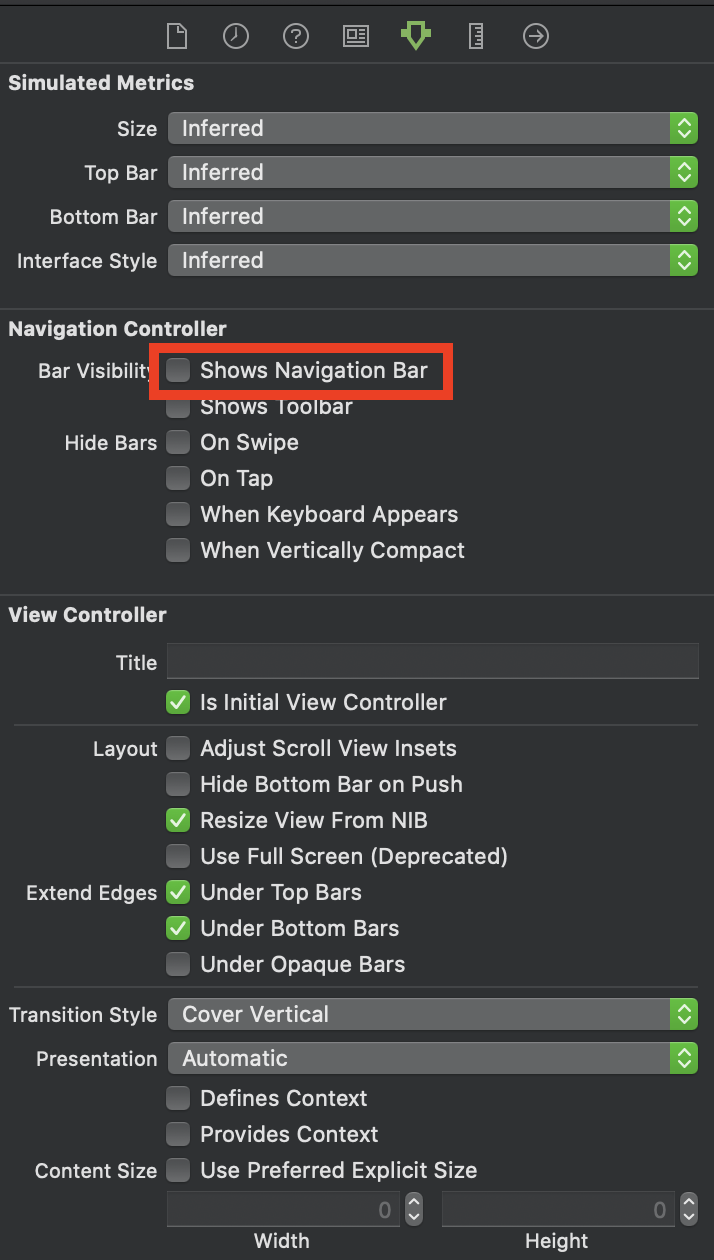 Simulated Metrics
Size Inferred
Top Bar Inferred
Bottom Bar Inferred
Interface Style Inferred
Navigation Controller
Bar Visibility Shows Navigation Bar
Shows Toolbar
Hide Bars On Swipe
On Tap
When Keyboard Appears
When Vertically Compact
View Controller
Title
Is Initial View Controller
Layout Adjust Scroll View Insets
Hide Bottom Bar on Push
Resize View From NIB
Use Full Screen (Deprecated)
Extend Edges Under Top Bars
Under Bottom Bars
Under Opaque Bars
Transition Style Cover Vertical
Presentation Automatic
Defines Context
Provides Context
Content Size Use Preferred Explicit Size
0 0
Width Height